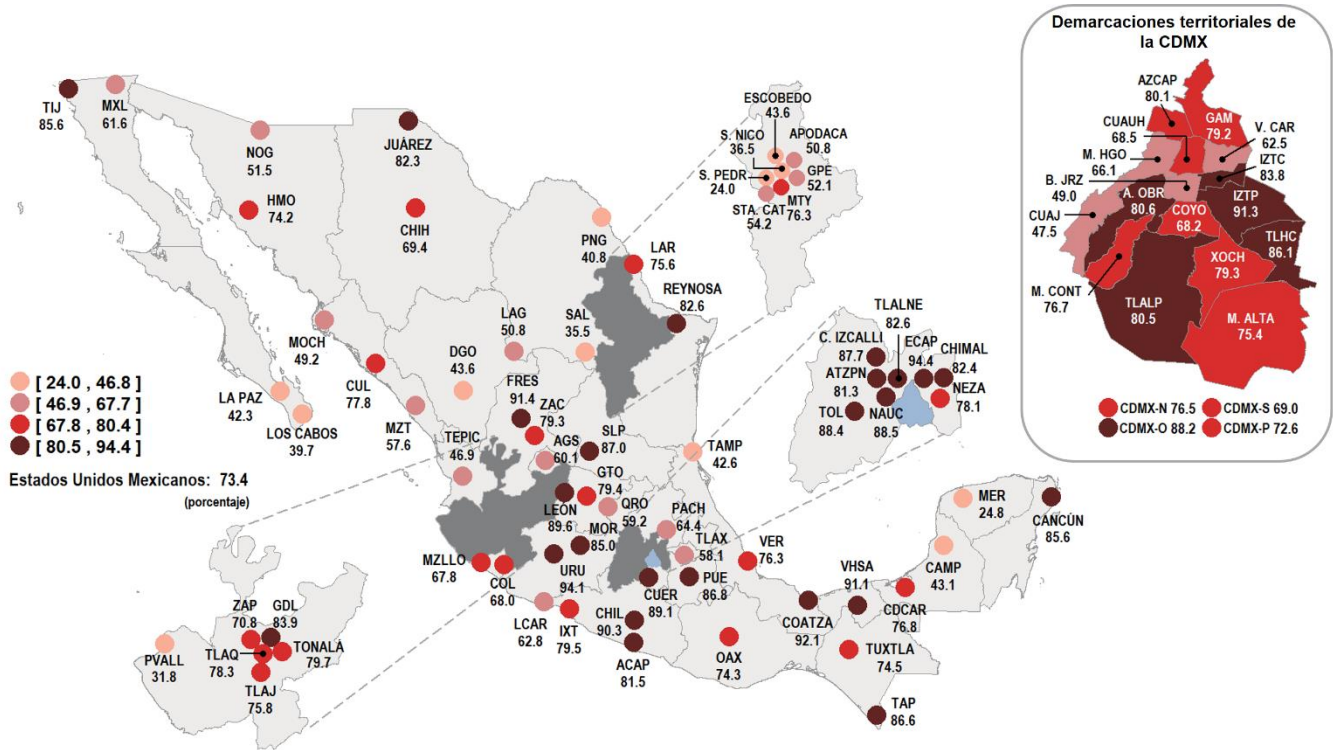 TIJ
85.6
MXL
61.6
NOG
51.5
HMO
74.2
JUÁREZ
82.3
CHIH
69.4
MOCH
49.2
CUL
77.8
LA PAZ
42.3
LOS CABOS
39.7
MZT
57.6
DGO
43.6
LAG
50.8
SAL
35.5
PNG
40.8
LAR
75.6
REYNOSA
82.6
FRES
91.4
ZAC
79.3
AGS
60.1
SLP
87.0
TAMP
42.6
TEPIC
46.9
GTO
79.4
LEÓN
89.6
QRO
59.2
MOR
85.0
PACH
64.4
TLAX
58.1
MZLLO
67.8
COL
68.0
URU
94.1
LCAR
62.8
IXT
79.5
CUER
89.1
PUE
86.8
CHIL
90.3
ACAP
81.5
VER
76.3
OAX
74.3
COATZA
92.1
VHSA
91.1
CDCAR
76.8
TUXTLA
74.5
TAP
86.6
CAMP
43.1
MER
24.8
CANCÚN
85.6
ESCOBEDO
43.6
S. NICO
36.5
APODACA
50.8
S. PEDR
24.0
GPE
52.1
STA. CAT
54.2
MTY
76.3
TLALNE
82.6
C. IZCALLI
87.7
ECAP
94.4
CHIMAL
82.4
ATZPN
81.3
NEZA
78.1
TOL
88.4
NAUC
88.5
ZAP
70.8
GDL
83.9
PVALL
31.8
TLAQ
78.3
TONALÁ
79.7
TLAJ
75.8
[ 24.0 , 46.8 ]
[ 46.9 , 67.7 ]
[ 67.8 , 80.4 ]
[ 80.5 , 94.4 ]
Estados Unidos Mexicanos: 73.4
(porcentaje)
Demarcaciones territoriales de
la CDMX
AZCAP
80.1
GAM
79.2
CUAUH
68.5
V. CAR
62.5
M. HGO
66.1
IZTC
83.8
B. JRZ
49.0
A. OBR
80.6
IZTP
91.3
COYO
68.2
CUAJ
47.5
TLHC
86.1
XOCH
79.3
M. CONT
76.7
TLALP
80.5
M. ALTA
75.4
CDMX-N 76.5
CDMX-S 69.0
CDMX-O 88.2
CDMX-P 72.6